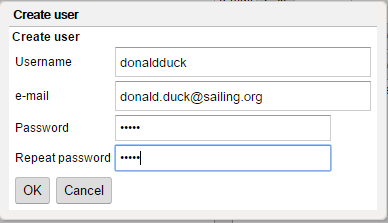 Create user
Create user
Username donaldduck
e-mail donald.duck@sailing.org
Password •••••
Repeat password •••••
OK Cancel